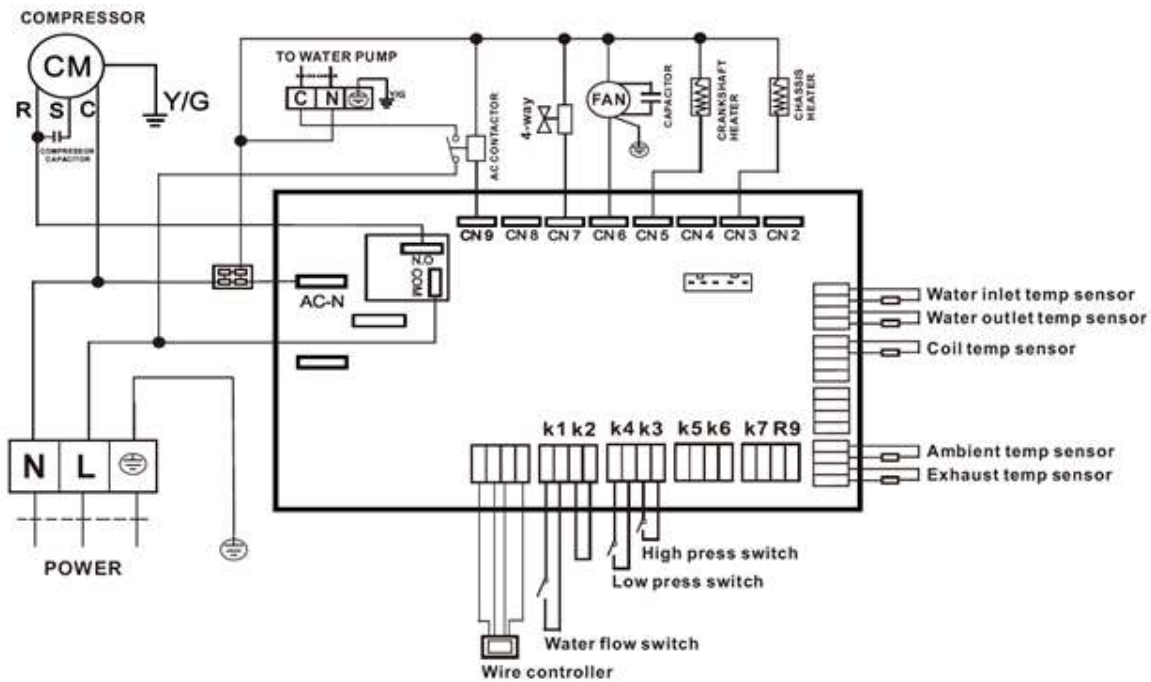 COMPRESSOR
CM
Y/G
R S C
COMPRESSOR
CAPACITOR
TO WATER PUMP
C N
Y/G
AC CONTACTOR
4-way
FAN
CAPACITOR
CRANKSHAFT
HEATER
CHASSIS
HEATER
CN9 CN8 CN7 CN6 CN5 CN4 CN3 CN2
N.O
COM
AC-N
Water inlet temp sensor
Water outlet temp sensor
Coil temp sensor
Ambient temp sensor
Exhaust temp sensor
k1 k2 k4 k3 k5 k6 k7 R9
N L
POWER
High press switch
Low press switch
Water flow switch
Wire controller